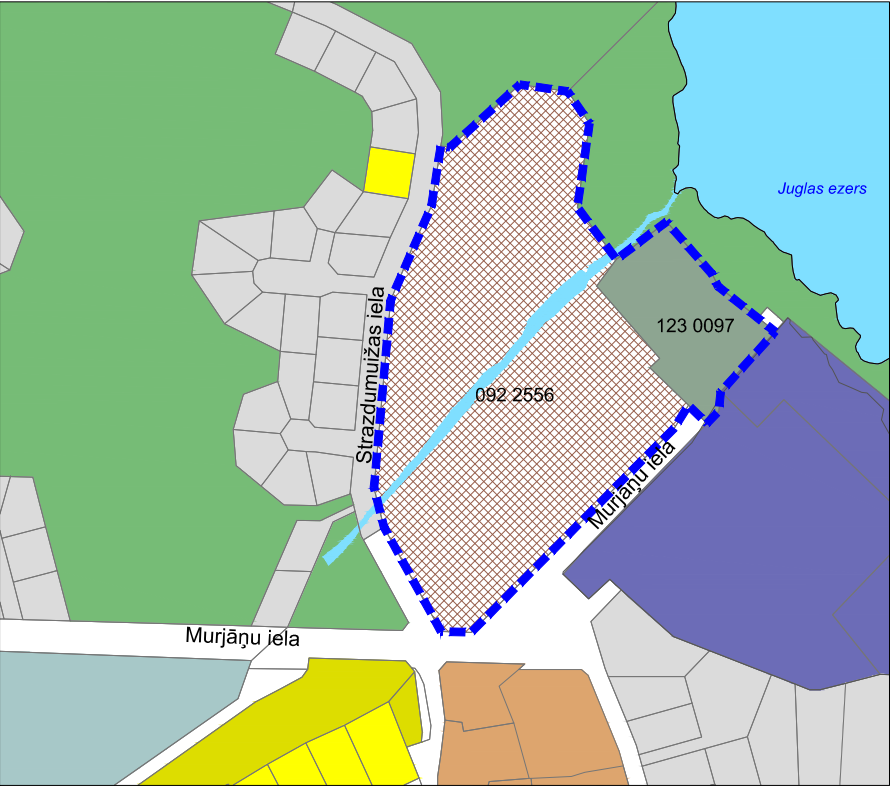 Juglas ezers
123 0097
Strazdumuižas iela
092 2556
Murjāņu iela
Murjāņu iela